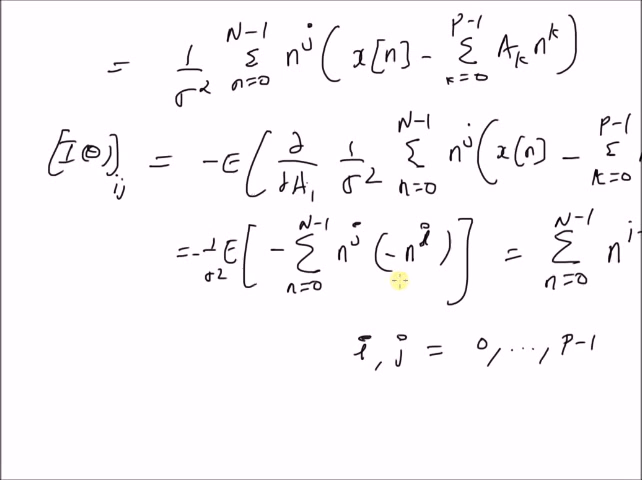 = 1/σ² Σ_{n=0}^{N-1} n^j ( x[n] - Σ_{k=0}^{P-1} A_k n^k )
[I(θ)]_{ij} = -E ( ∂/∂A_i 1/σ² Σ_{n=0}^{N-1} n^j ( x[n] - Σ_{k=0}^{P-1}
= -1/σ² E [ - Σ_{n=0}^{N-1} n^j (-n^i) ] = Σ_{n=0}^{N-1} n^{i
i, j = 0, ..., P-1